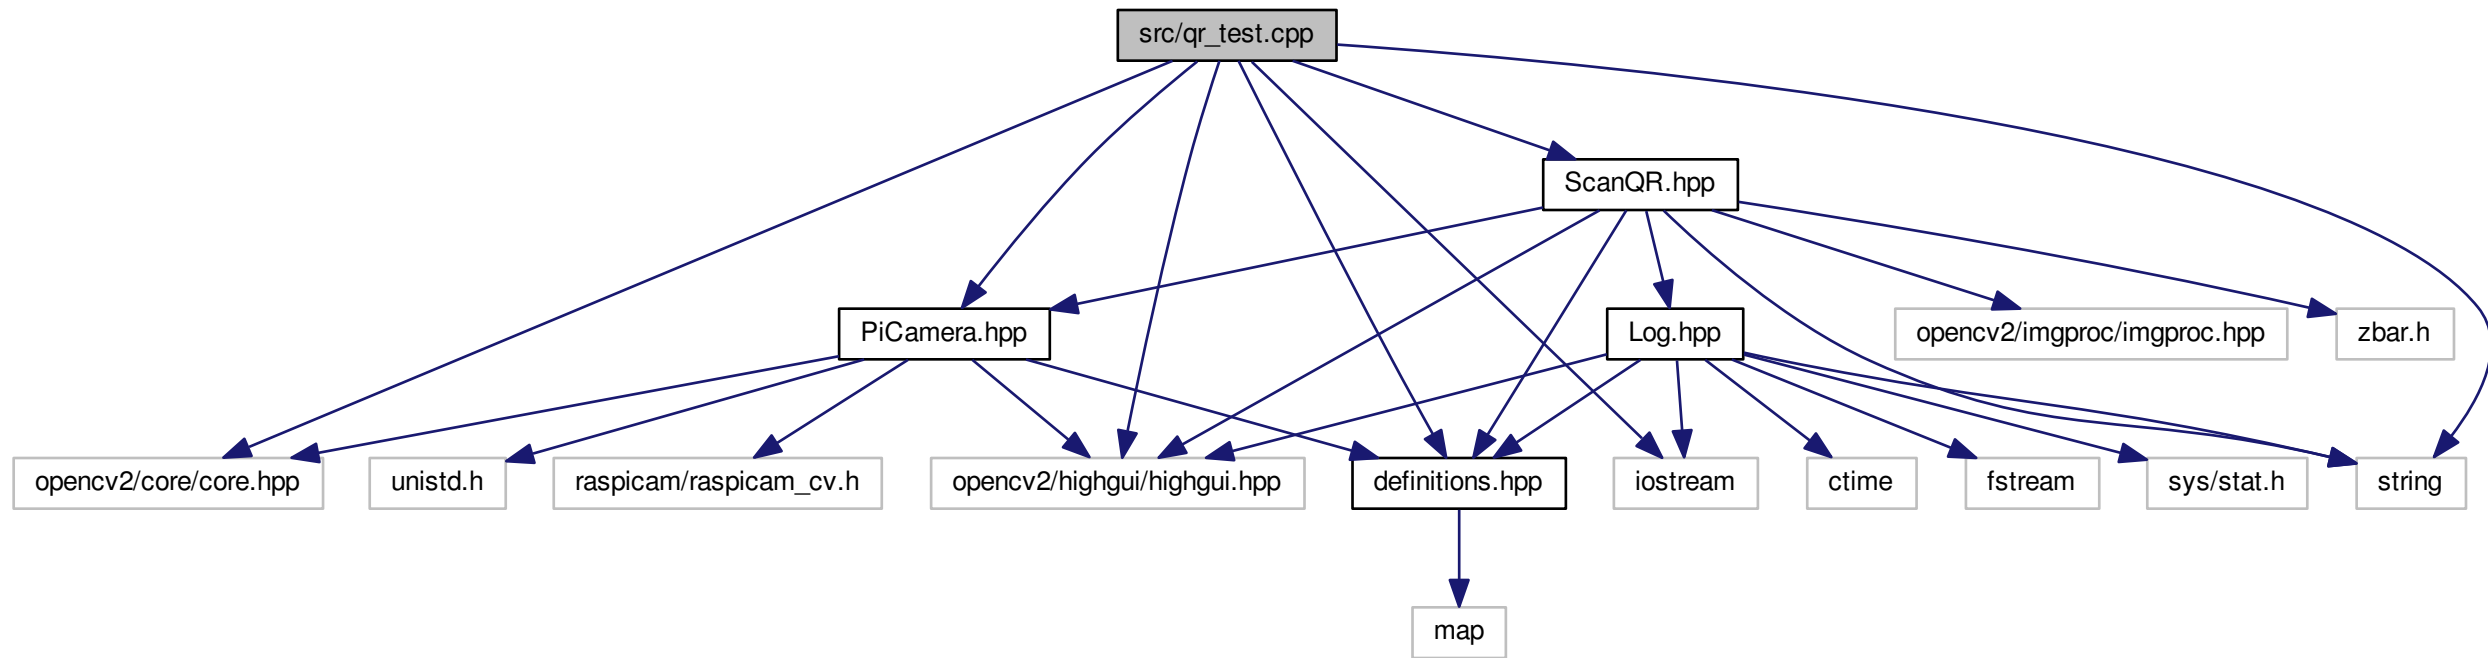 src/qr_test.cpp
ScanQR.hpp
PiCamera.hpp
Log.hpp
opencv2/imgproc/imgproc.hpp
zbar.h
opencv2/core/core.hpp
unistd.h
raspicam/raspicam_cv.h
opencv2/highgui/highgui.hpp
definitions.hpp
iostream
ctime
fstream
sys/stat.h
string
map